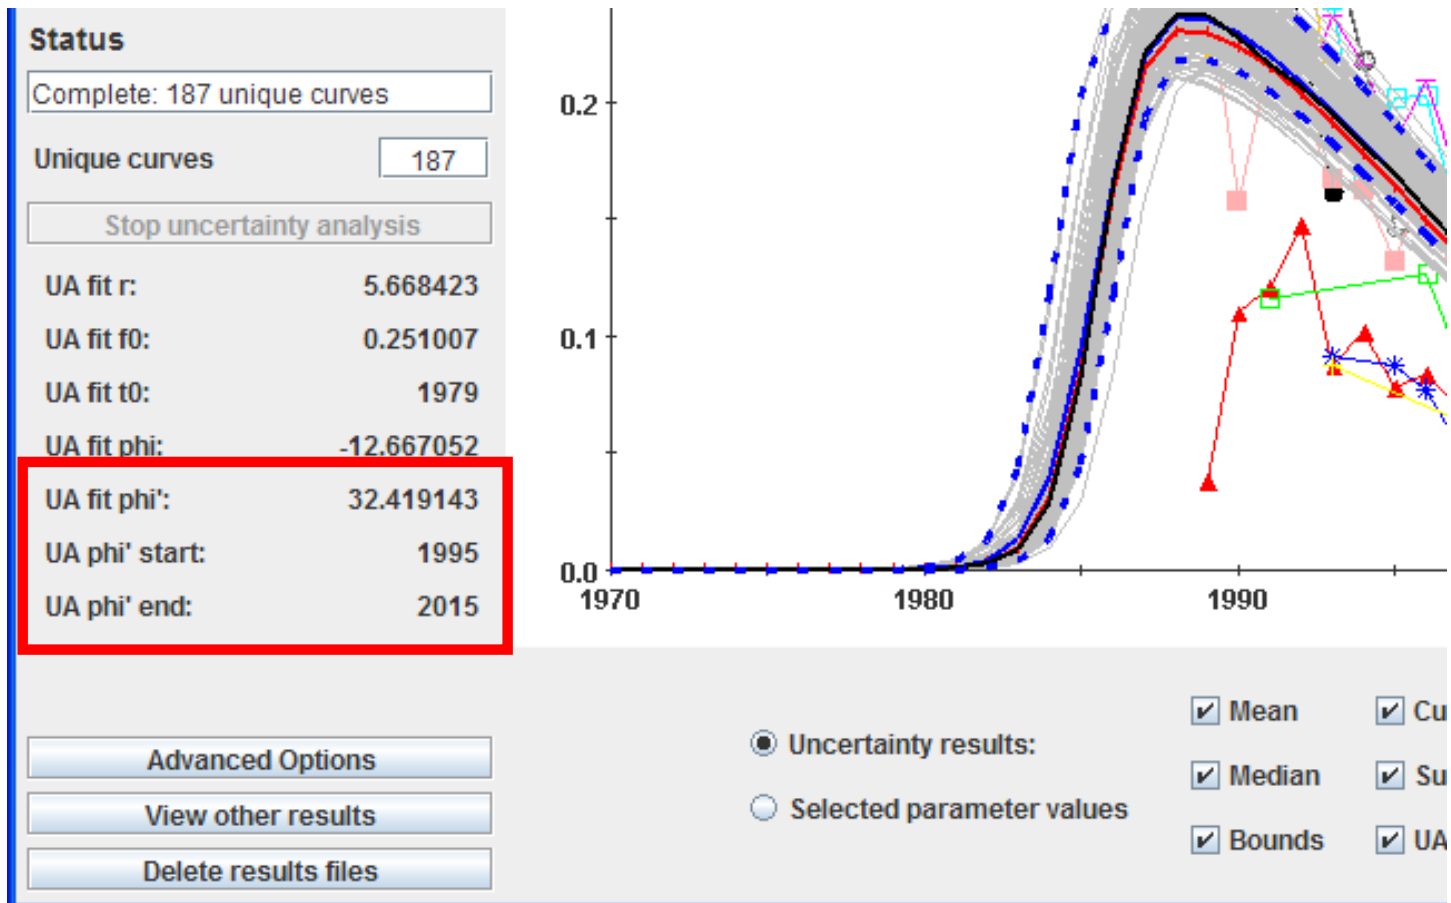 Status
Complete: 187 unique curves
Unique curves 187
Stop uncertainty analysis
UA fit r: 5.668423
UA fit f0: 0.251007
UA fit t0: 1979
UA fit phi: -12.667052
UA fit phi': 32.419143
UA phi' start: 1995
UA phi' end: 2015
Advanced Options
View other results
Delete results files
0.2
0.1
0.0
1970 1980 1990
Uncertainty results:
Selected parameter values
Mean Cu
Median Su
Bounds UA